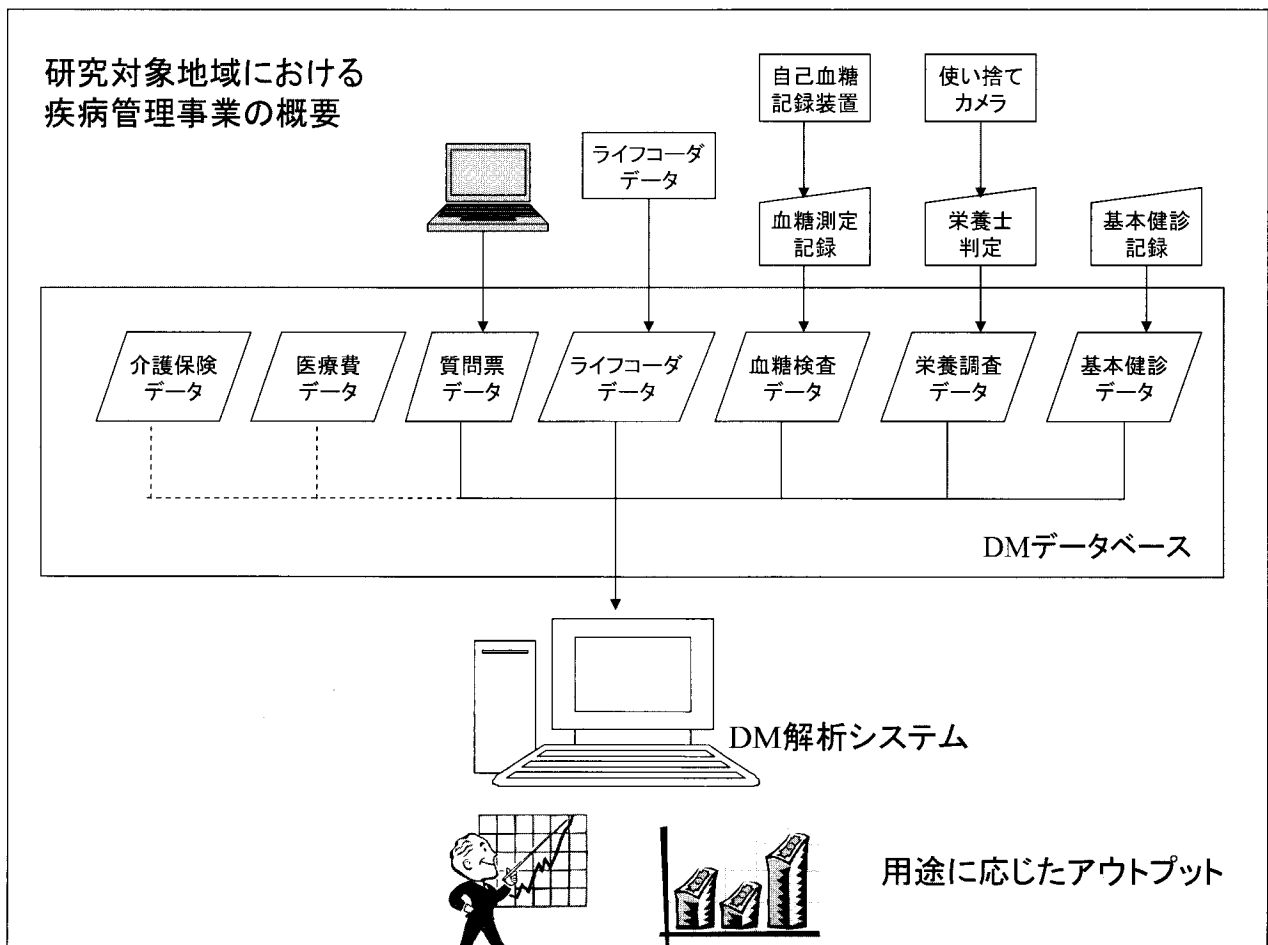 研究対象地域における
疾病管理事業の概要
自己血糖
記録装置
使い捨て
カメラ
ライフコーダ
データ
血糖測定
記録
栄養士
判定
基本健診
記録
介護保険
データ
医療費
データ
質問票
データ
ライフコーダ
データ
血糖検査
データ
栄養調査
データ
基本健診
データ
DMデータベース
DM解析システム
用途に応じたアウトプット